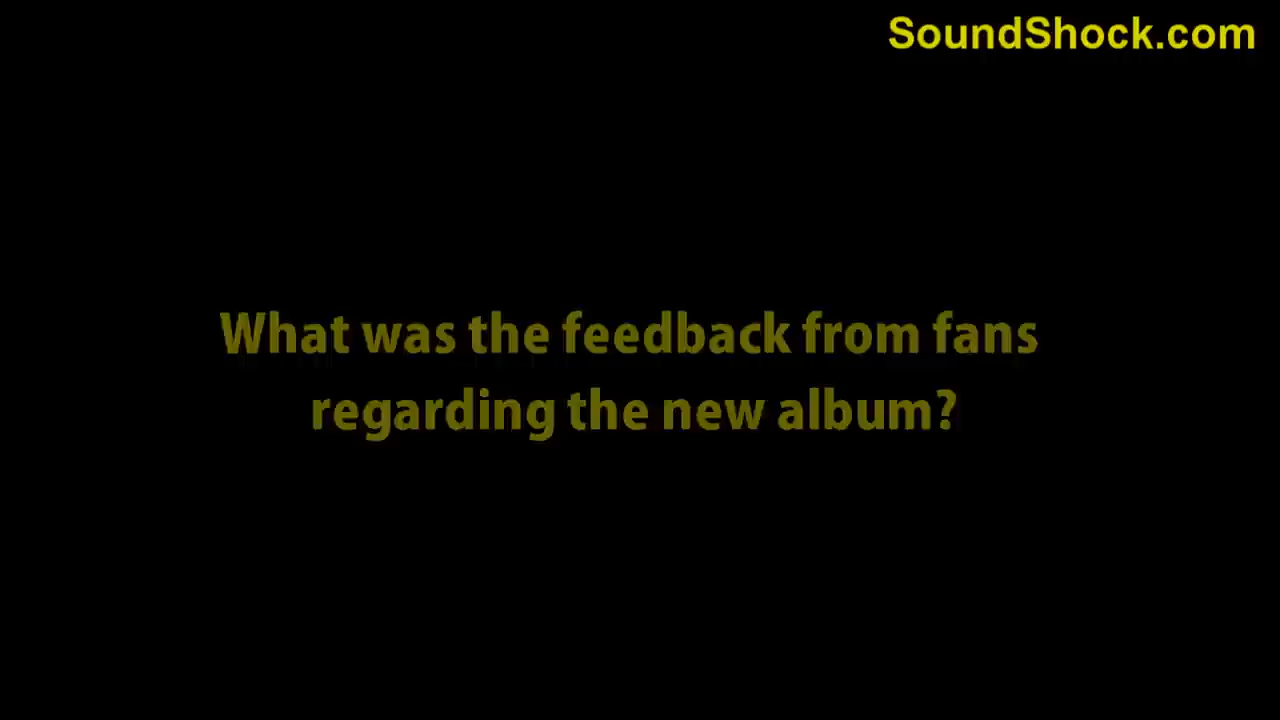 SoundShock.com
What was the feedback from fans
regarding the new album?